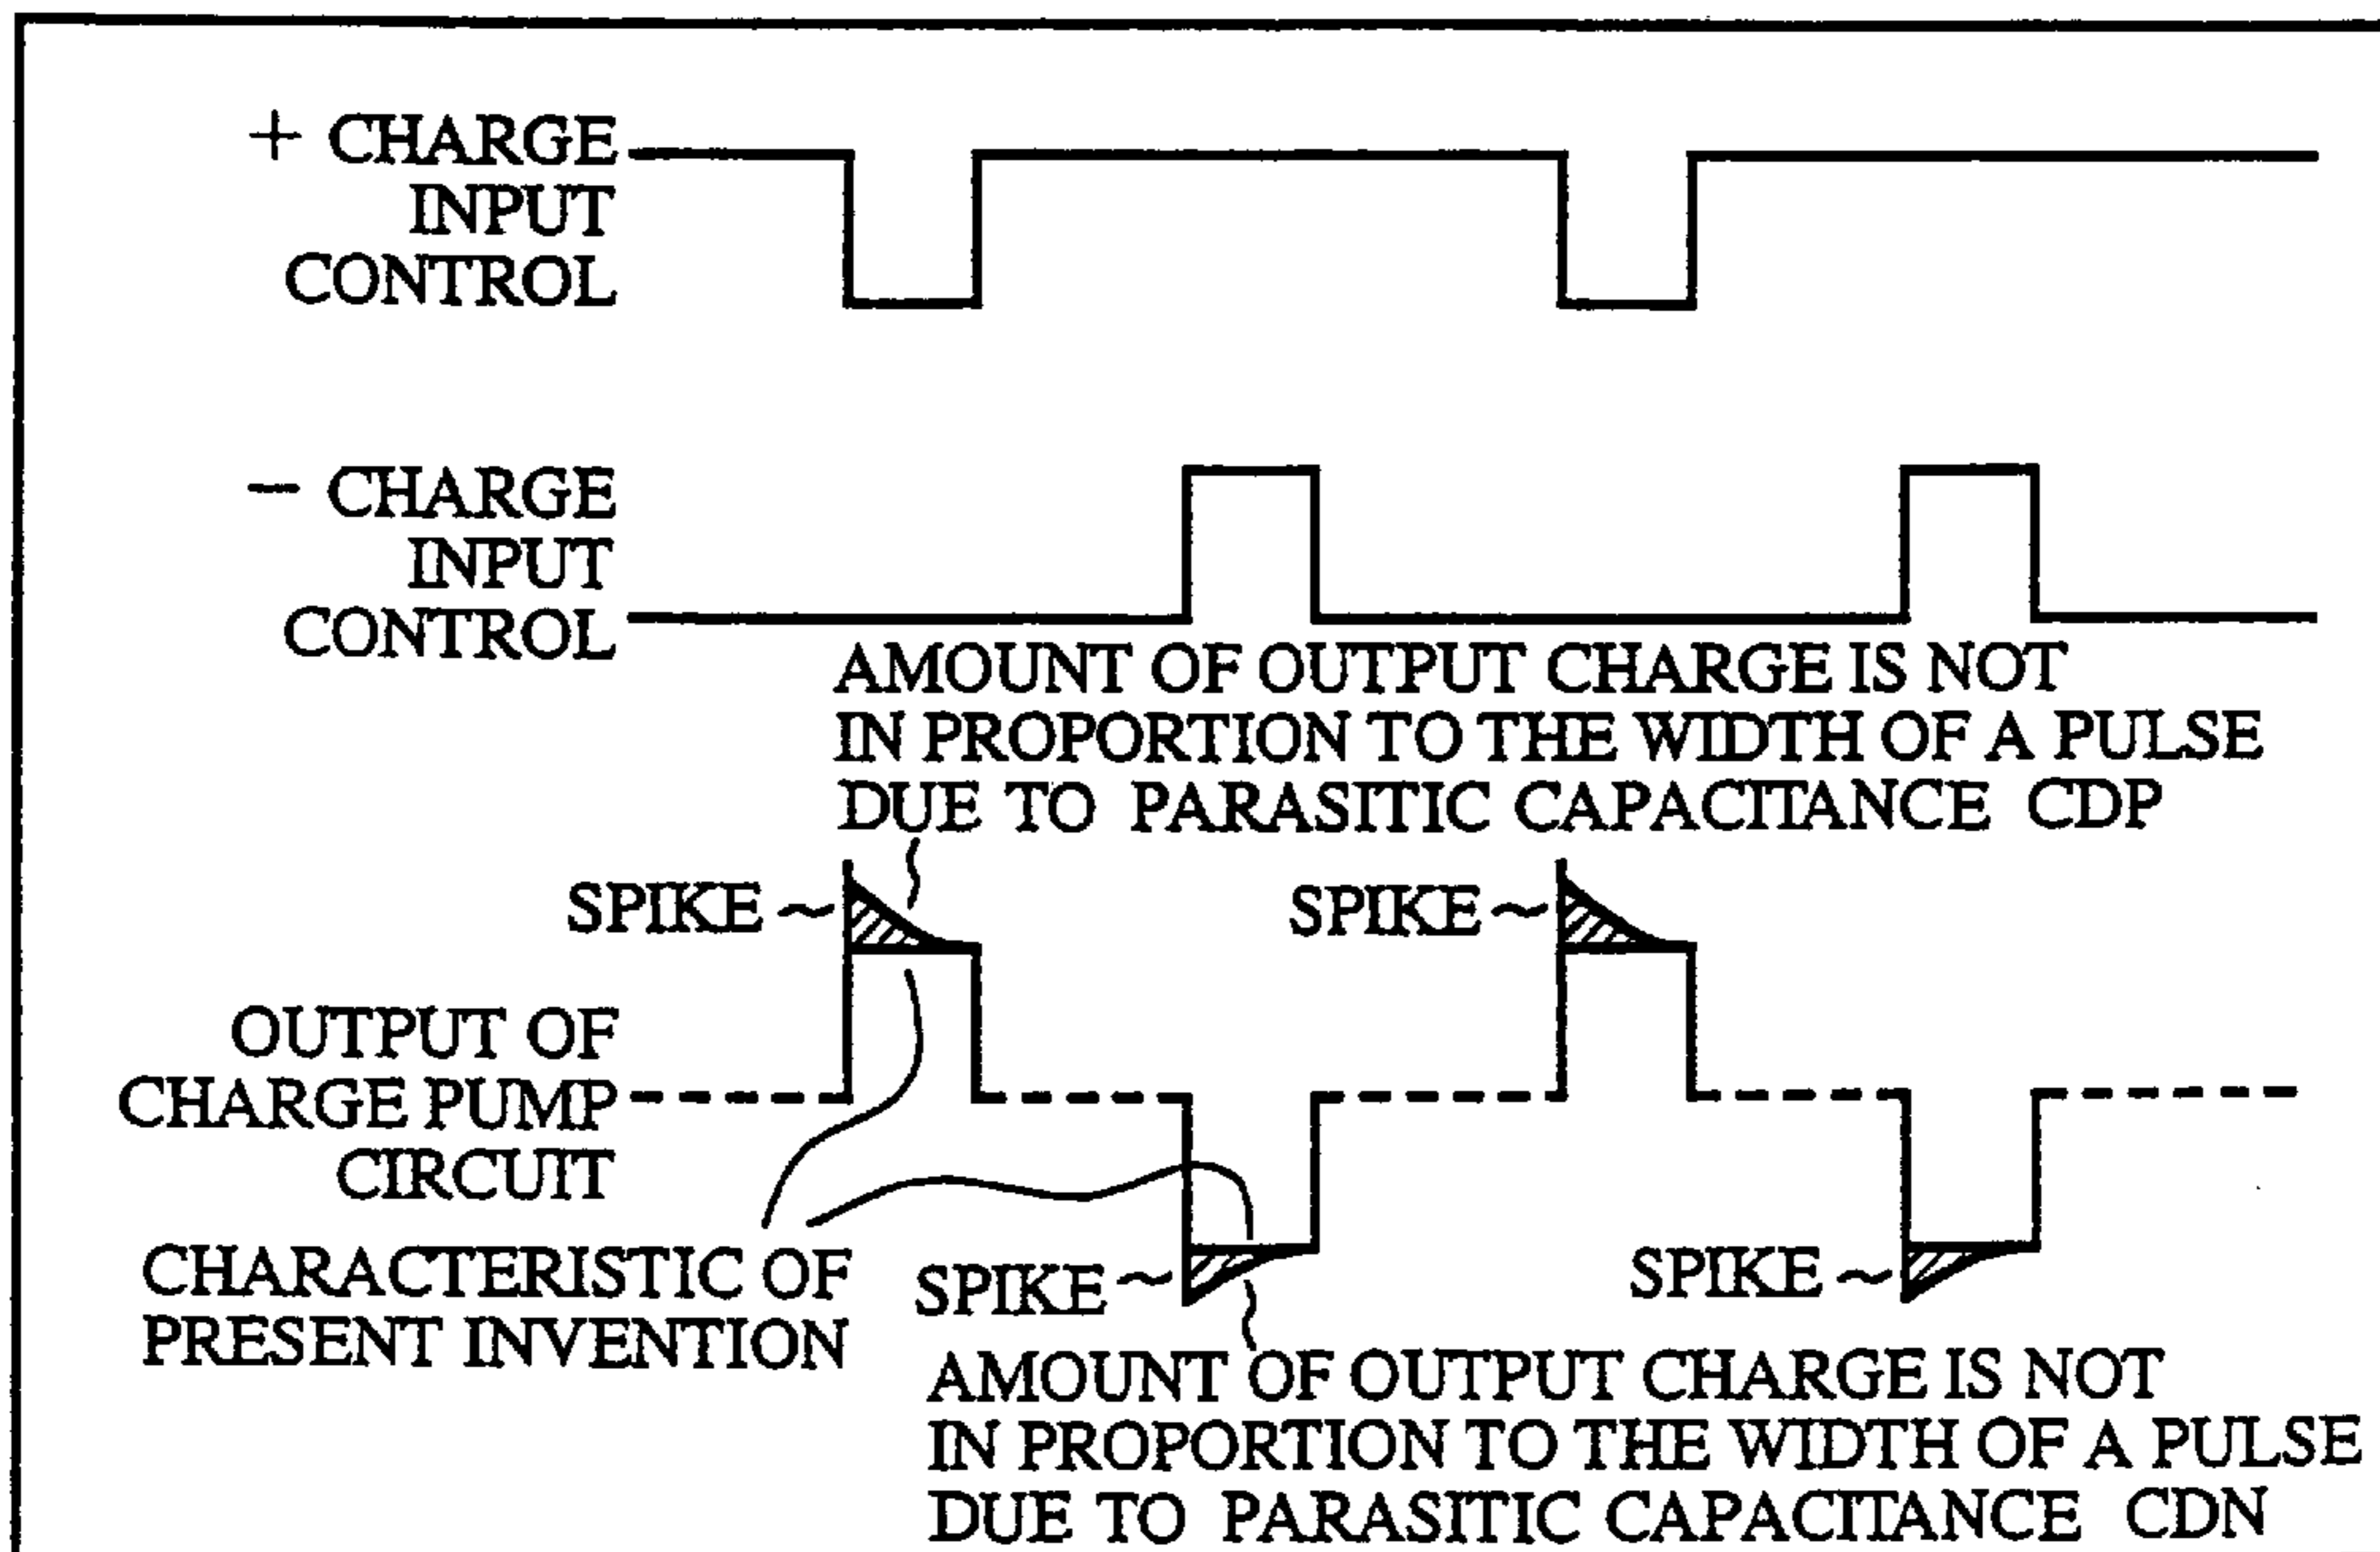 + CHARGE
INPUT
CONTROL
− CHARGE
INPUT
CONTROL
AMOUNT OF OUTPUT CHARGE IS NOT
IN PROPORTION TO THE WIDTH OF A PULSE
DUE TO PARASITIC CAPACITANCE CDP
SPIKE
SPIKE
OUTPUT OF
CHARGE PUMP
CIRCUIT
CHARACTERISTIC OF
PRESENT INVENTION
SPIKE
SPIKE
AMOUNT OF OUTPUT CHARGE IS NOT
IN PROPORTION TO THE WIDTH OF A PULSE
DUE TO PARASITIC CAPACITANCE CDN